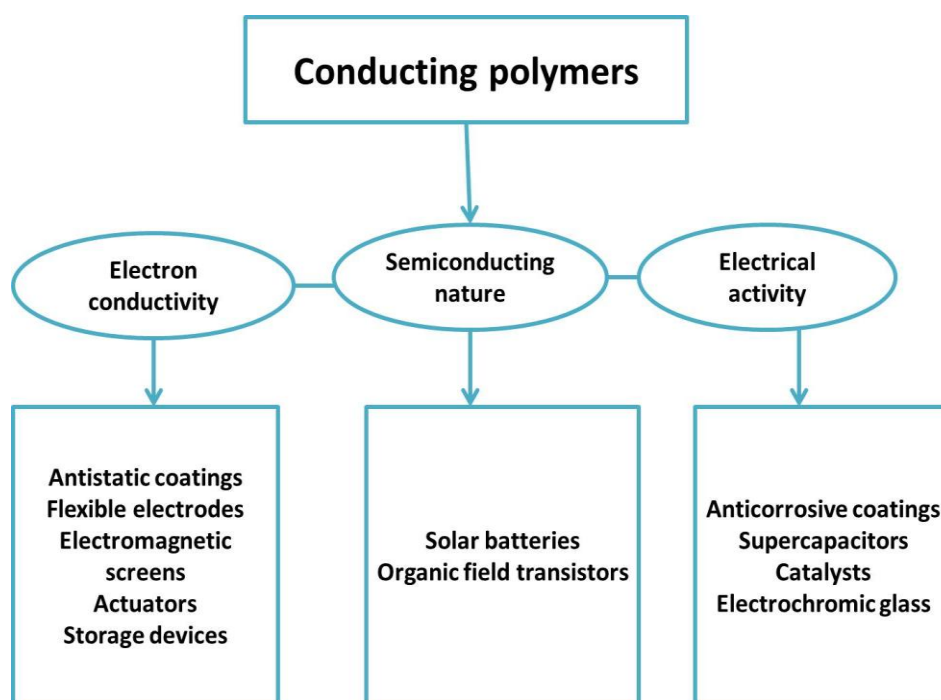 Conducting polymers
Electron
conductivity
Semiconducting
nature
Electrical
activity
Antistatic coatings
Flexible electrodes
Electromagnetic
screens
Actuators
Storage devices
Solar batteries
Organic field transistors
Anticorrosive coatings
Supercapacitors
Catalysts
Electrochromic glass